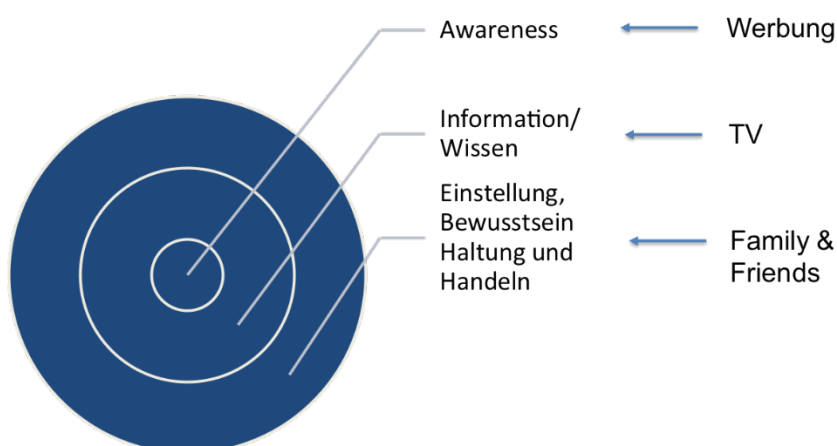 Awareness
Werbung
Information/
Wissen
TV
Einstellung,
Bewusstsein
Haltung und
Handeln
Family &
Friends